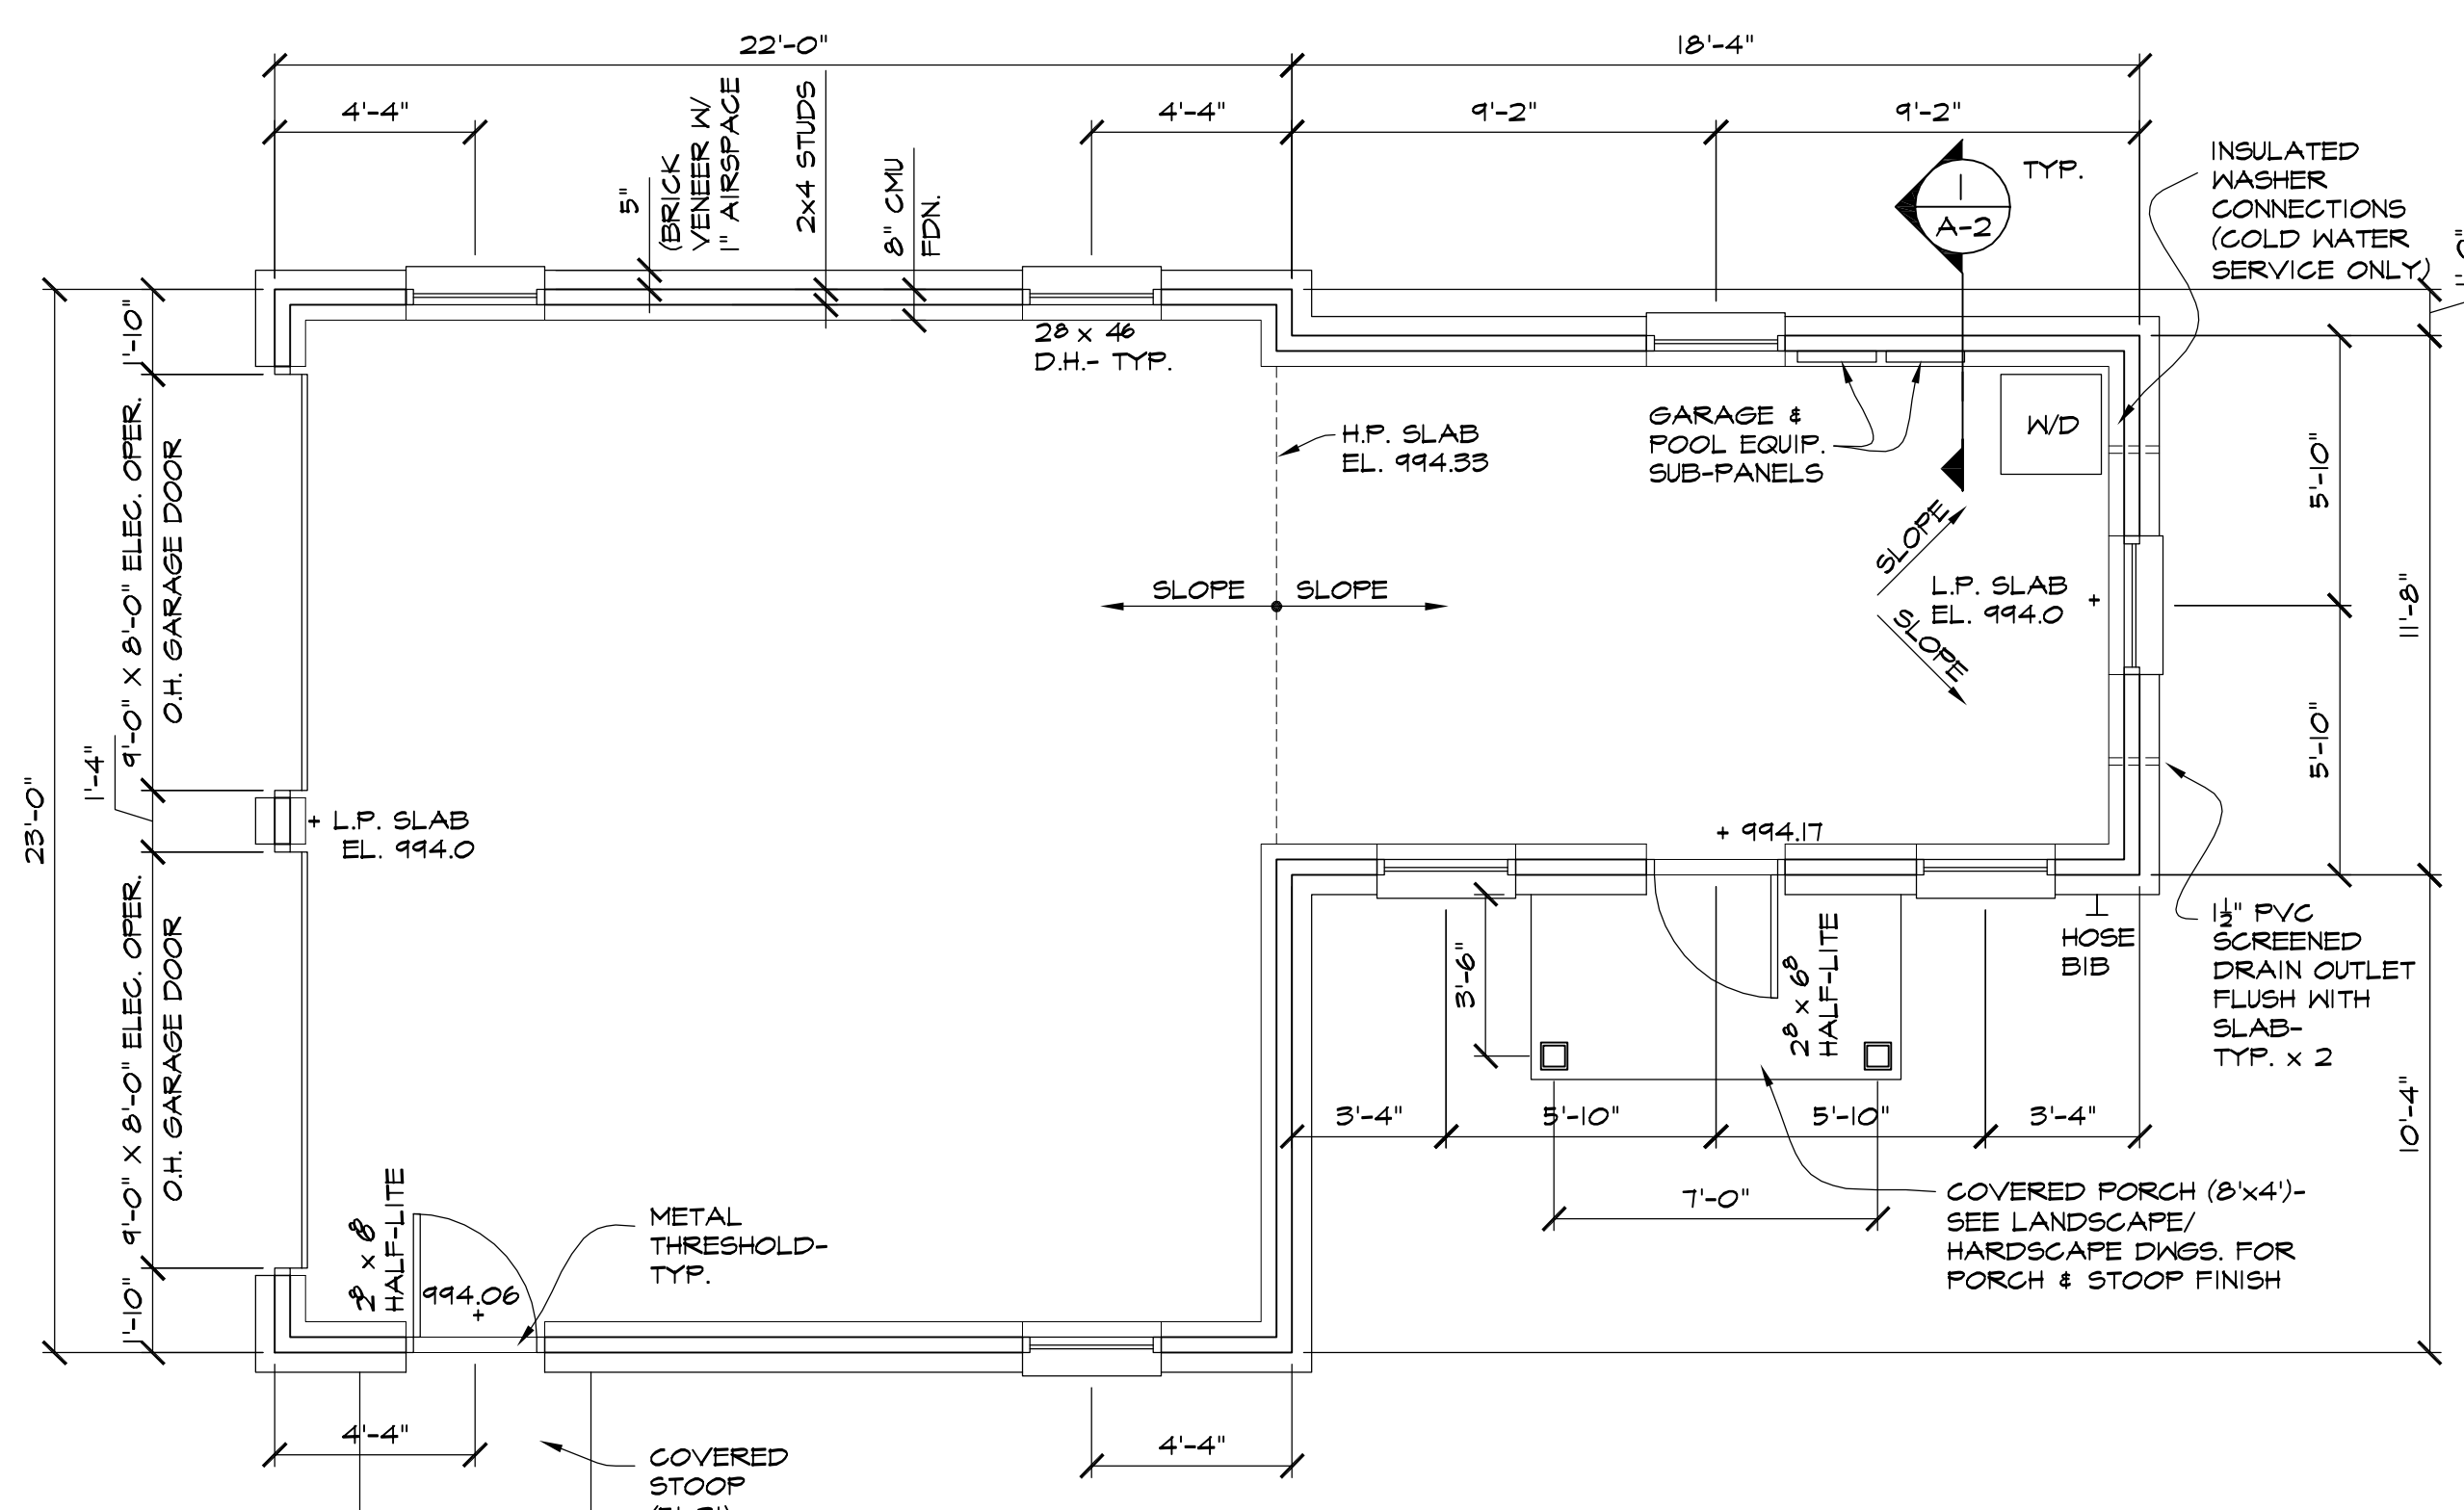 22'-0"
18'-4"
4'-4"
4'-4"
9'-2"
9'-2"
5"
(BRICK
VENEER W/
1" AIRSPACE
2x4 STUDS
8" CMU
FDN.
1
A-2
TYP.
INSULATED
WASHER
CONNECTIONS
(COLD WATER
SERVICE ONLY)
28 x 46
D.H.- TYP.
H.P. SLAB
EL. 994.33
GARAGE &
POOL EQUIP.
SUB-PANELS
W/D
1'-10"
9'-0" X 8'-0" ELEC. OPER.
O.H. GARAGE DOOR
1'-4"
23'-0"
9'-0" X 8'-0" ELEC. OPER.
O.H. GARAGE DOOR
1'-10"
SLOPE
SLOPE
SLOPE
SLOPE
L.P. SLAB
EL. 994.0
+
5'-10"
11'-8"
5'-10"
+ L.P. SLAB
EL. 994.0
+ 994.17
3'-6"
2⁸ x 6⁸
HALF-LITE
HOSE
BIB
1½" PVC
SCREENED
DRAIN OUTLET
FLUSH WITH
SLAB-
TYP. x 2
10'-4"
3'-4"
5'-10"
5'-10"
3'-4"
7'-0"
COVERED PORCH (8'x4')-
SEE LANDSCAPE/
HARDSCAPE DWGS. FOR
PORCH & STOOP FINISH
2⁸ x 6⁸
HALF-LITE
994.06
+
METAL
THRESHOLD-
TYP.
4'-4"
4'-4"
COVERED
STOOP